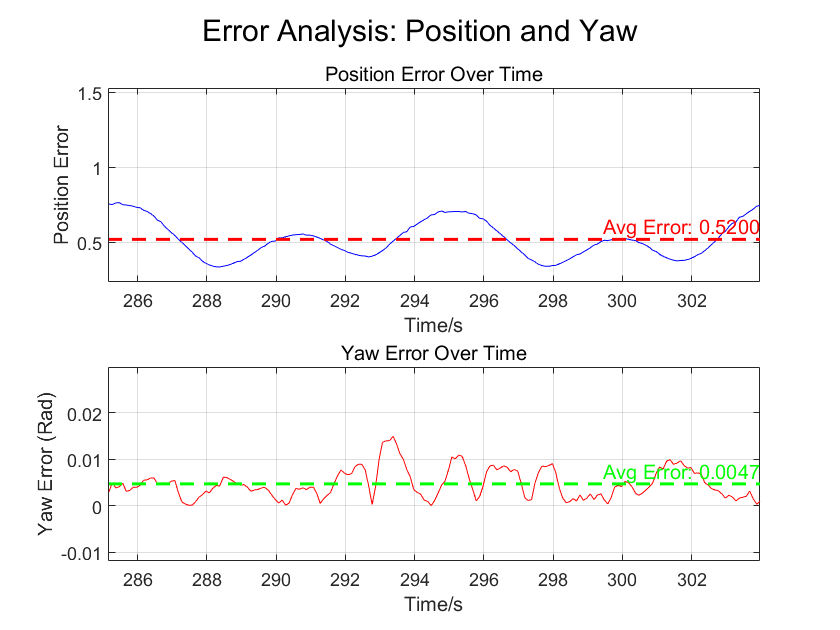 Error Analysis: Position and Yaw
Position Error Over Time
Position Error
1.5
1
0.5
Avg Error: 0.5200
286 288 290 292 294 296 298 300 302
Time/s
Yaw Error Over Time
Yaw Error (Rad)
0.02
0.01
0
-0.01
Avg Error: 0.0047
286 288 290 292 294 296 298 300 302
Time/s